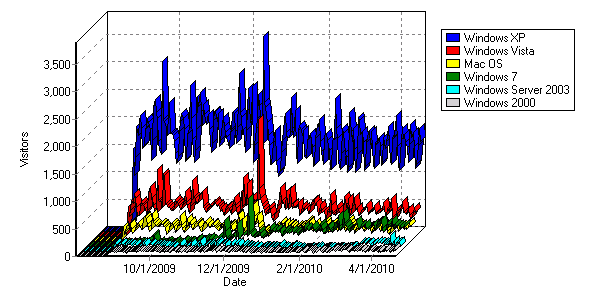 Windows XP
Windows Vista
Mac OS
Windows 7
Windows Server 2003
Windows 2000
3,500
3,000
2,500
2,000
1,500
1,000
500
0
Visitors
10/1/2009 12/1/2009 2/1/2010 4/1/2010
Date